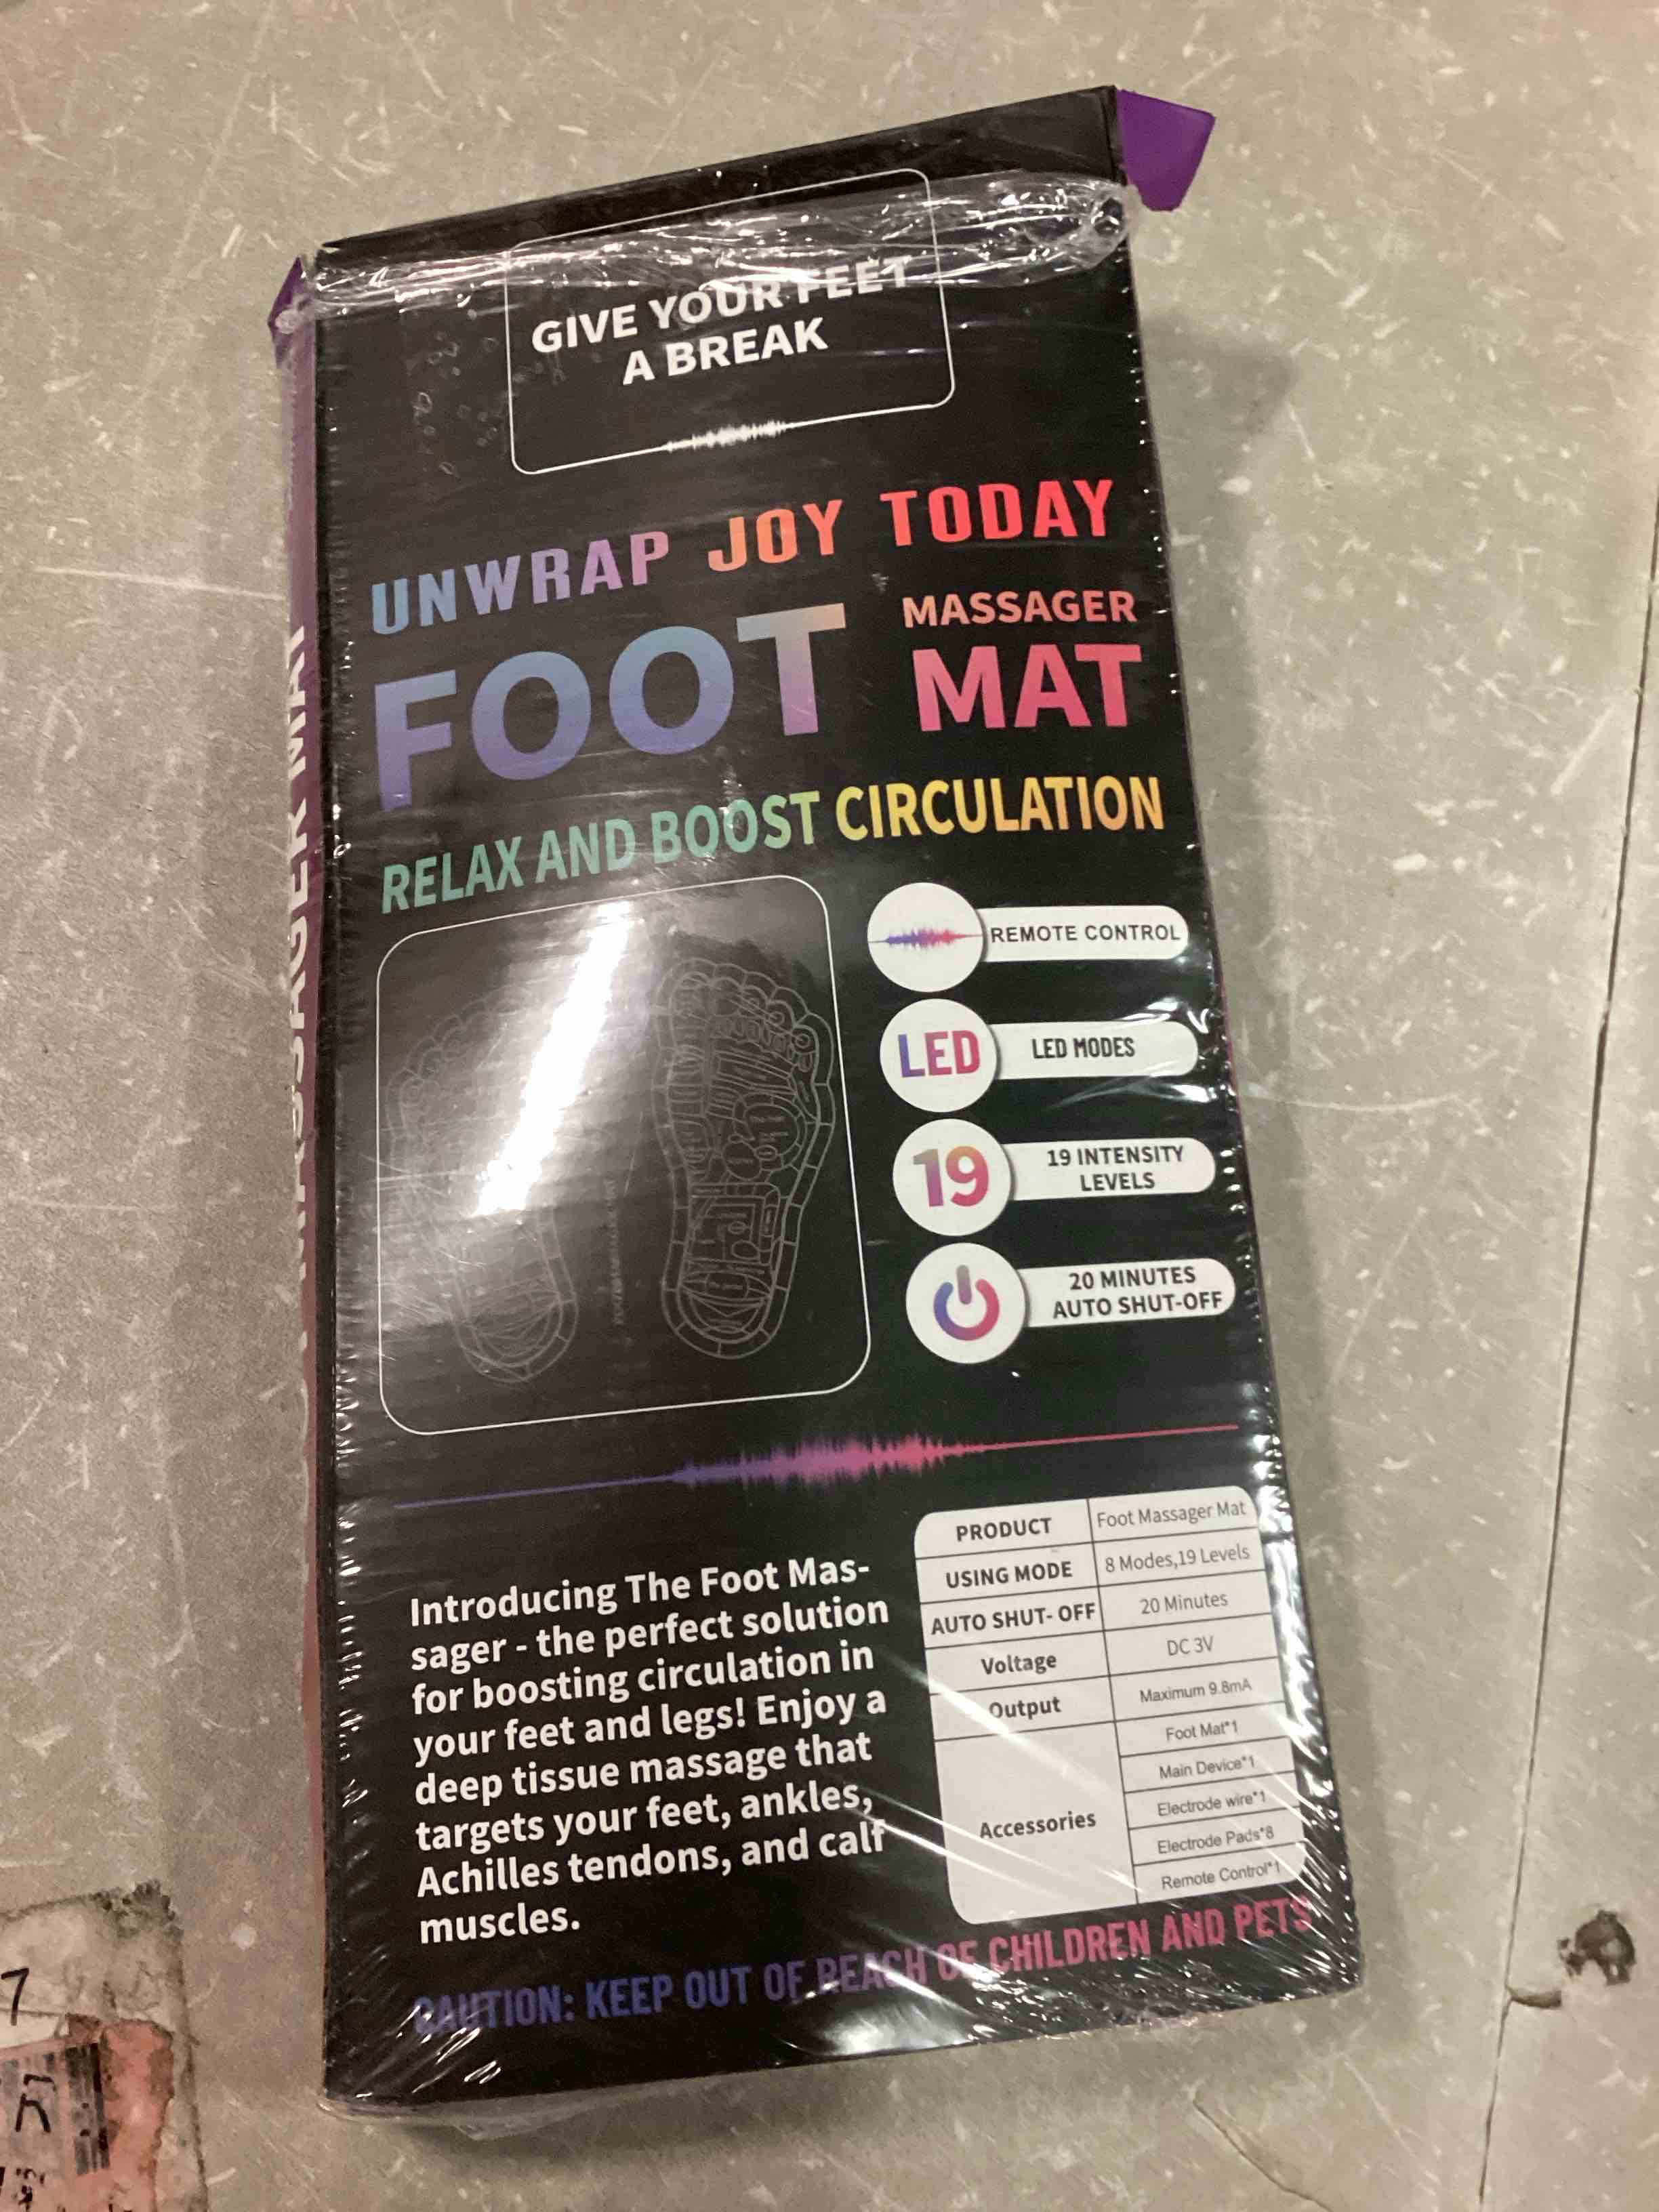 GIVE YOUR FEET
A BREAK
UNWRAP JOY TODAY
FOOT MASSAGER
MAT
RELAX AND BOOST CIRCULATION
REMOTE CONTROL
LED LED MODES
19 19 INTENSITY
LEVELS
20 MINUTES
AUTO SHUT-OFF
Introducing The Foot Mas-
sager - the perfect solution
for boosting circulation in
your feet and legs! Enjoy a
deep tissue massage that
targets your feet, ankles,
Achilles tendons, and calf
muscles.
PRODUCT Foot Massager Mat
USING MODE 8 Modes,19 Levels
AUTO SHUT- OFF 20 Minutes
Voltage DC 3V
Output Maximum 9.8mA
Accessories
Foot Mat*1
Main Device*1
Electrode wire*1
Electrode Pads*8
Remote Control*1
CAUTION: KEEP OUT OF REACH OF CHILDREN AND PETS
MASSAGER MAT
7